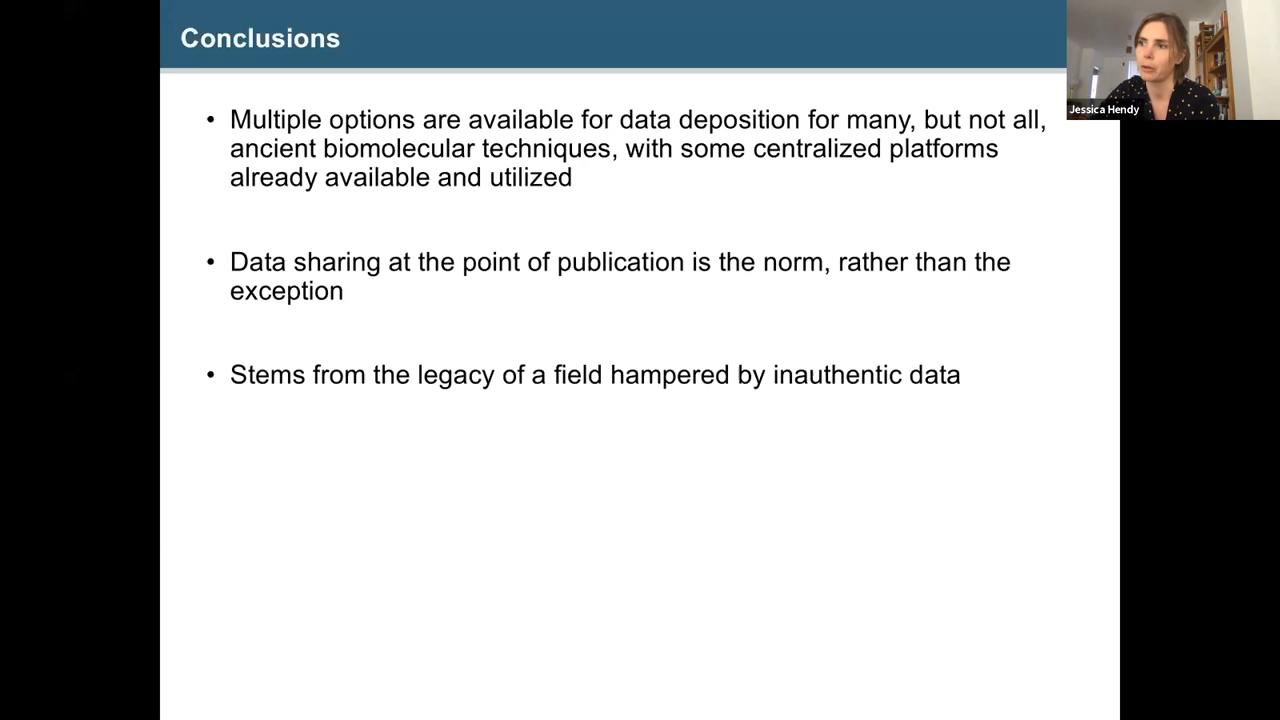 Conclusions
Jessica Hendy
• Multiple options are available for data deposition for many, but not all,
ancient biomolecular techniques, with some centralized platforms
already available and utilized
• Data sharing at the point of publication is the norm, rather than the
exception
• Stems from the legacy of a field hampered by inauthentic data